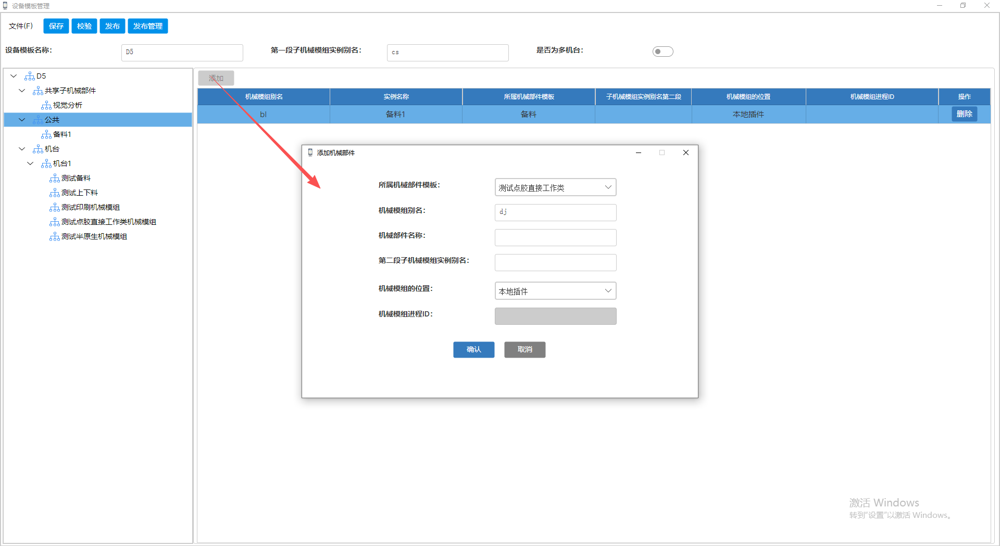 设备模板管理
文件(F) 保存 校验 发布 发布管理
设备模板名称： D5 第一段子机械模组实例别名： cs 是否为多机台：
D5
共享子机械部件
视觉分析
公共
备料1
机台
机台1
测试备料
测试上下料
测试印刷机械模组
测试点胶直接工作类机械模组
测试半原生机械模组
添加
机械模组别名 实例名称 所属机械部件模板 子机械模组实例别名第二段 机械模组的位置 机械模组进程ID 操作
bl 备料1 备料 本地插件 删除
添加机械部件
所属机械部件模板： 测试点胶直接工作类
机械模组别名： dj
机械部件名称：
第二段子机械模组实例别名：
机械模组的位置： 本地插件
机械模组进程ID：
确认 取消
激活 Windows
转到"设置"以激活 Windows。